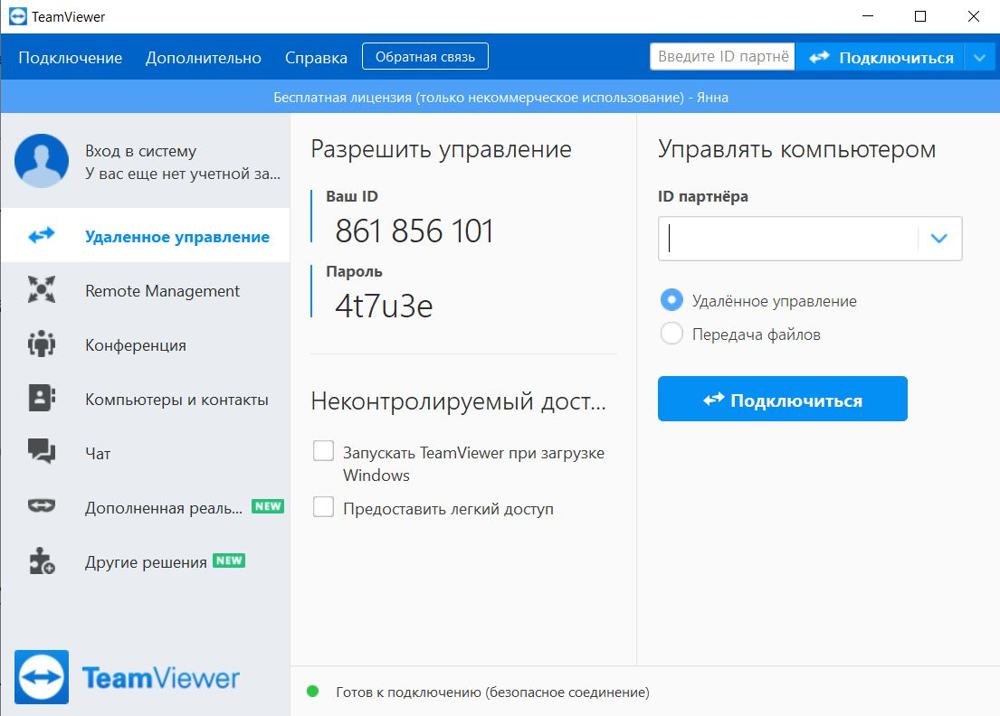 TeamViewer
Подключение Дополнительно Справка Обратная связь Введите ID партнё Подключиться
Бесплатная лицензия (только некоммерческое использование) - Янна
Вход в систему
У вас еще нет учетной за...
Удаленное управление
Remote Management
Конференция
Компьютеры и контакты
Чат
Дополненная реаль... NEW
Другие решения NEW
TeamViewer
Разрешить управление
Ваш ID
861 856 101
Пароль
4t7u3e
Неконтролируемый дост...
Запускать TeamViewer при загрузке
Windows
Предоставить легкий доступ
Управлять компьютером
ID партнёра
Удалённое управление
Передача файлов
Подключиться
Готов к подключению (безопасное соединение)